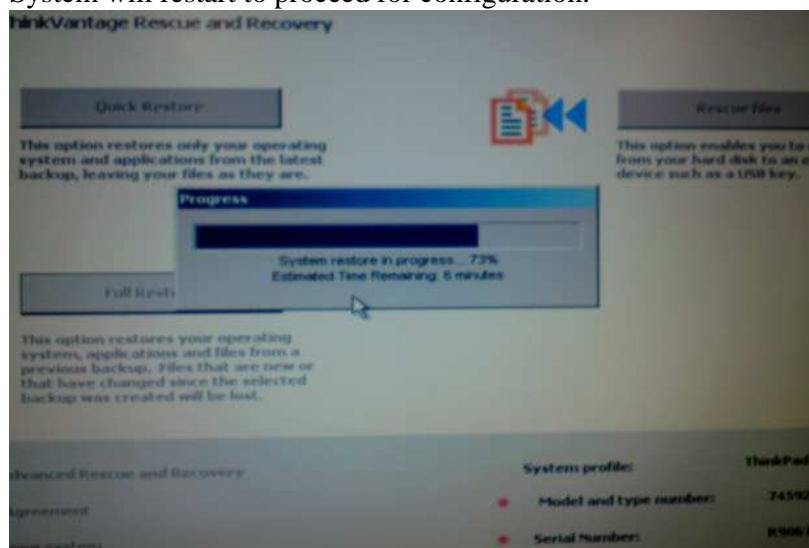 System will restart to proceed for configuration.
hinkVantage Rescue and Recovery
Quick Restore
Rescue files
This option restores only your operating
system and applications from the latest
backup, leaving your files as they are.
This option enables you to
from your hard disk to an e
device such as a USB key.
Progress
System restore in progress... 73%
Estimated Time Remaining: 6 minutes
Full Rest
This option restores your operating
system, applications and files from a
previous backup. Files that are new or
that have changed since the selected
backup was created will be lost.
dvanced Rescue and Recovery
System profile:
ThinkPad
Model and type number:
74592
greement
Serial Number:
R906